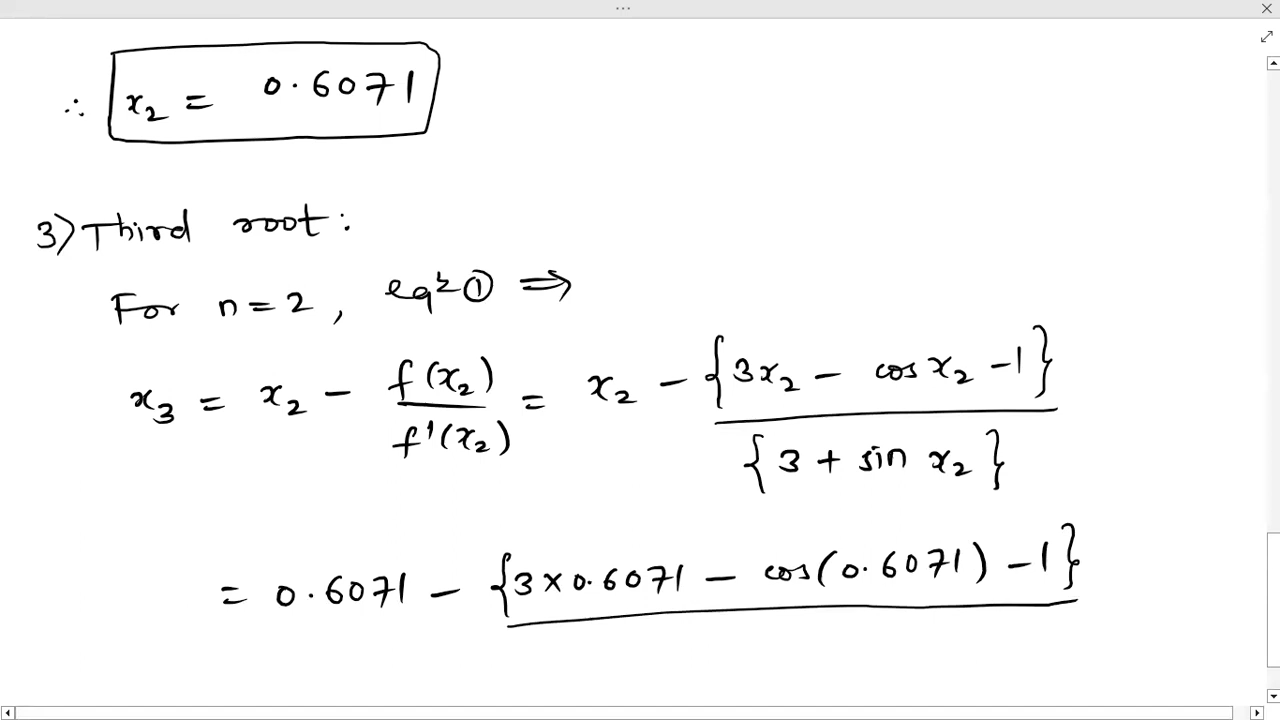 ∴ x₂ = 0.6071
3) Third root:
For n = 2, eqⁿ ① ⇒
x₃ = x₂ − f(x₂) / f'(x₂) = x₂ − {3x₂ − cos x₂ − 1} / {3 + sin x₂}
= 0.6071 − {3 × 0.6071 − cos(0.6071) − 1}